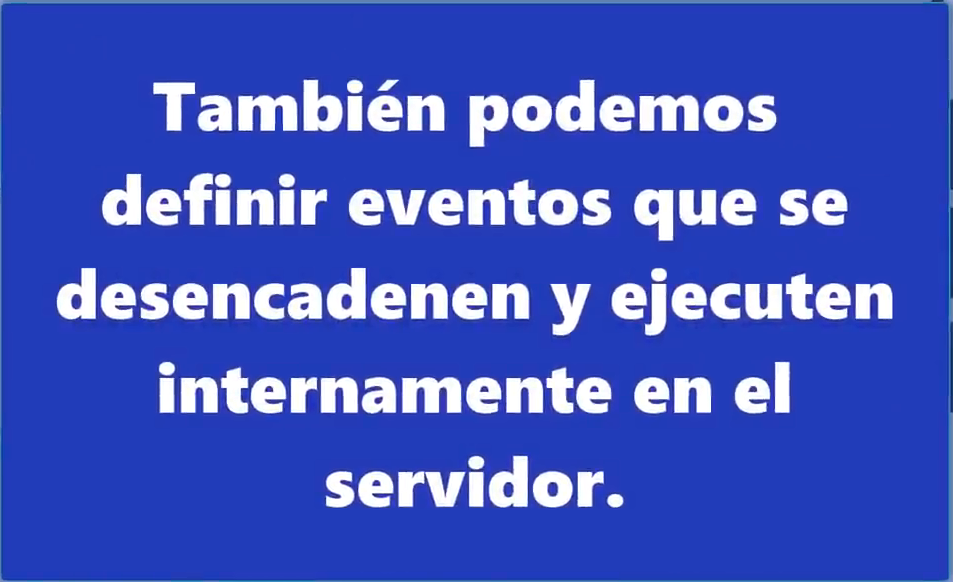 También podemos
definir eventos que se
desencadenen y ejecuten
internamente en el
servidor.